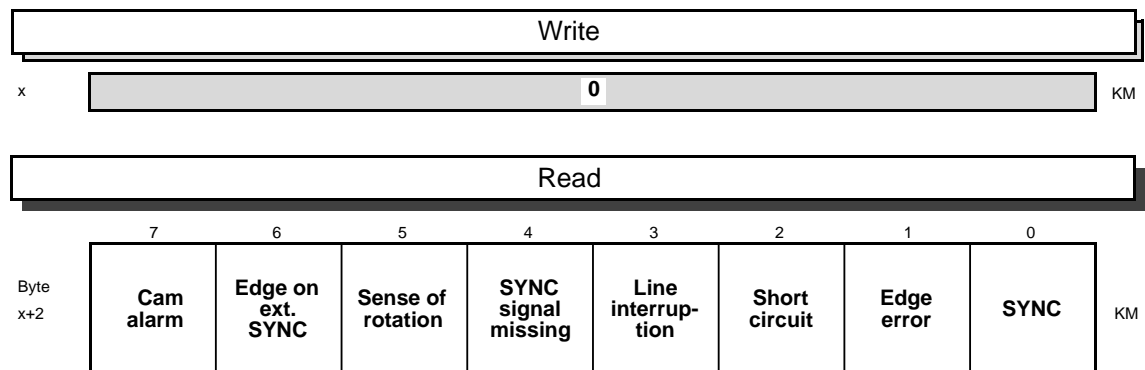 Write
x 0 KM
Read
7 6 5 4 3 2 1 0
Byte
x+2
Cam
alarm
Edge on
ext.
SYNC
Sense of
rotation
SYNC
signal
missing
Line
interrup-
tion
Short
circuit
Edge
error
SYNC
KM